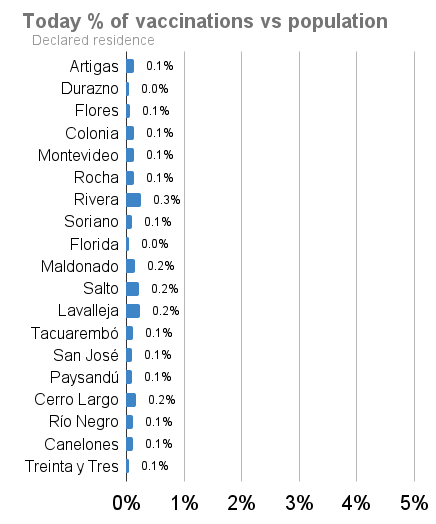 Today % of vaccinations vs population
Declared residence
Artigas 0.1%
Durazno 0.0%
Flores 0.1%
Colonia 0.1%
Montevideo 0.1%
Rocha 0.1%
Rivera 0.3%
Soriano 0.1%
Florida 0.0%
Maldonado 0.2%
Salto 0.2%
Lavalleja 0.2%
Tacuarembó 0.1%
San José 0.1%
Paysandú 0.1%
Cerro Largo 0.2%
Río Negro 0.1%
Canelones 0.1%
Treinta y Tres 0.1%
0% 1% 2% 3% 4% 5%